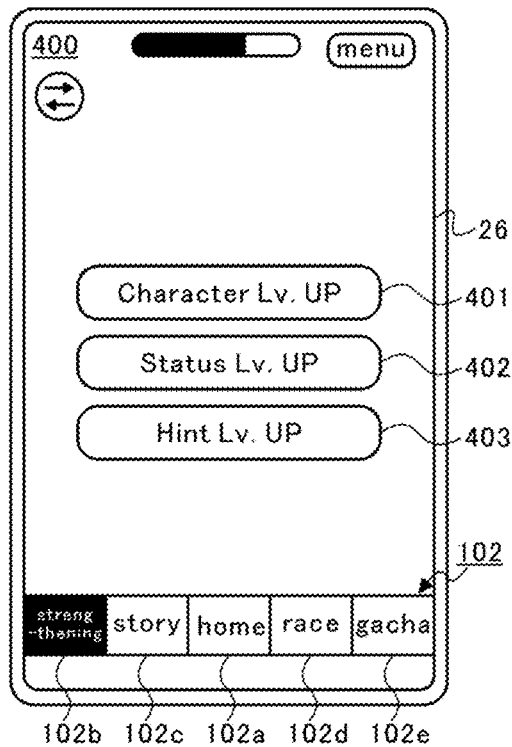 400
menu
26
Character Lv. UP
401
Status Lv. UP
402
Hint Lv. UP
403
102
streng
-thening
story
home
race
gacha
102b
102c
102a
102d
102e